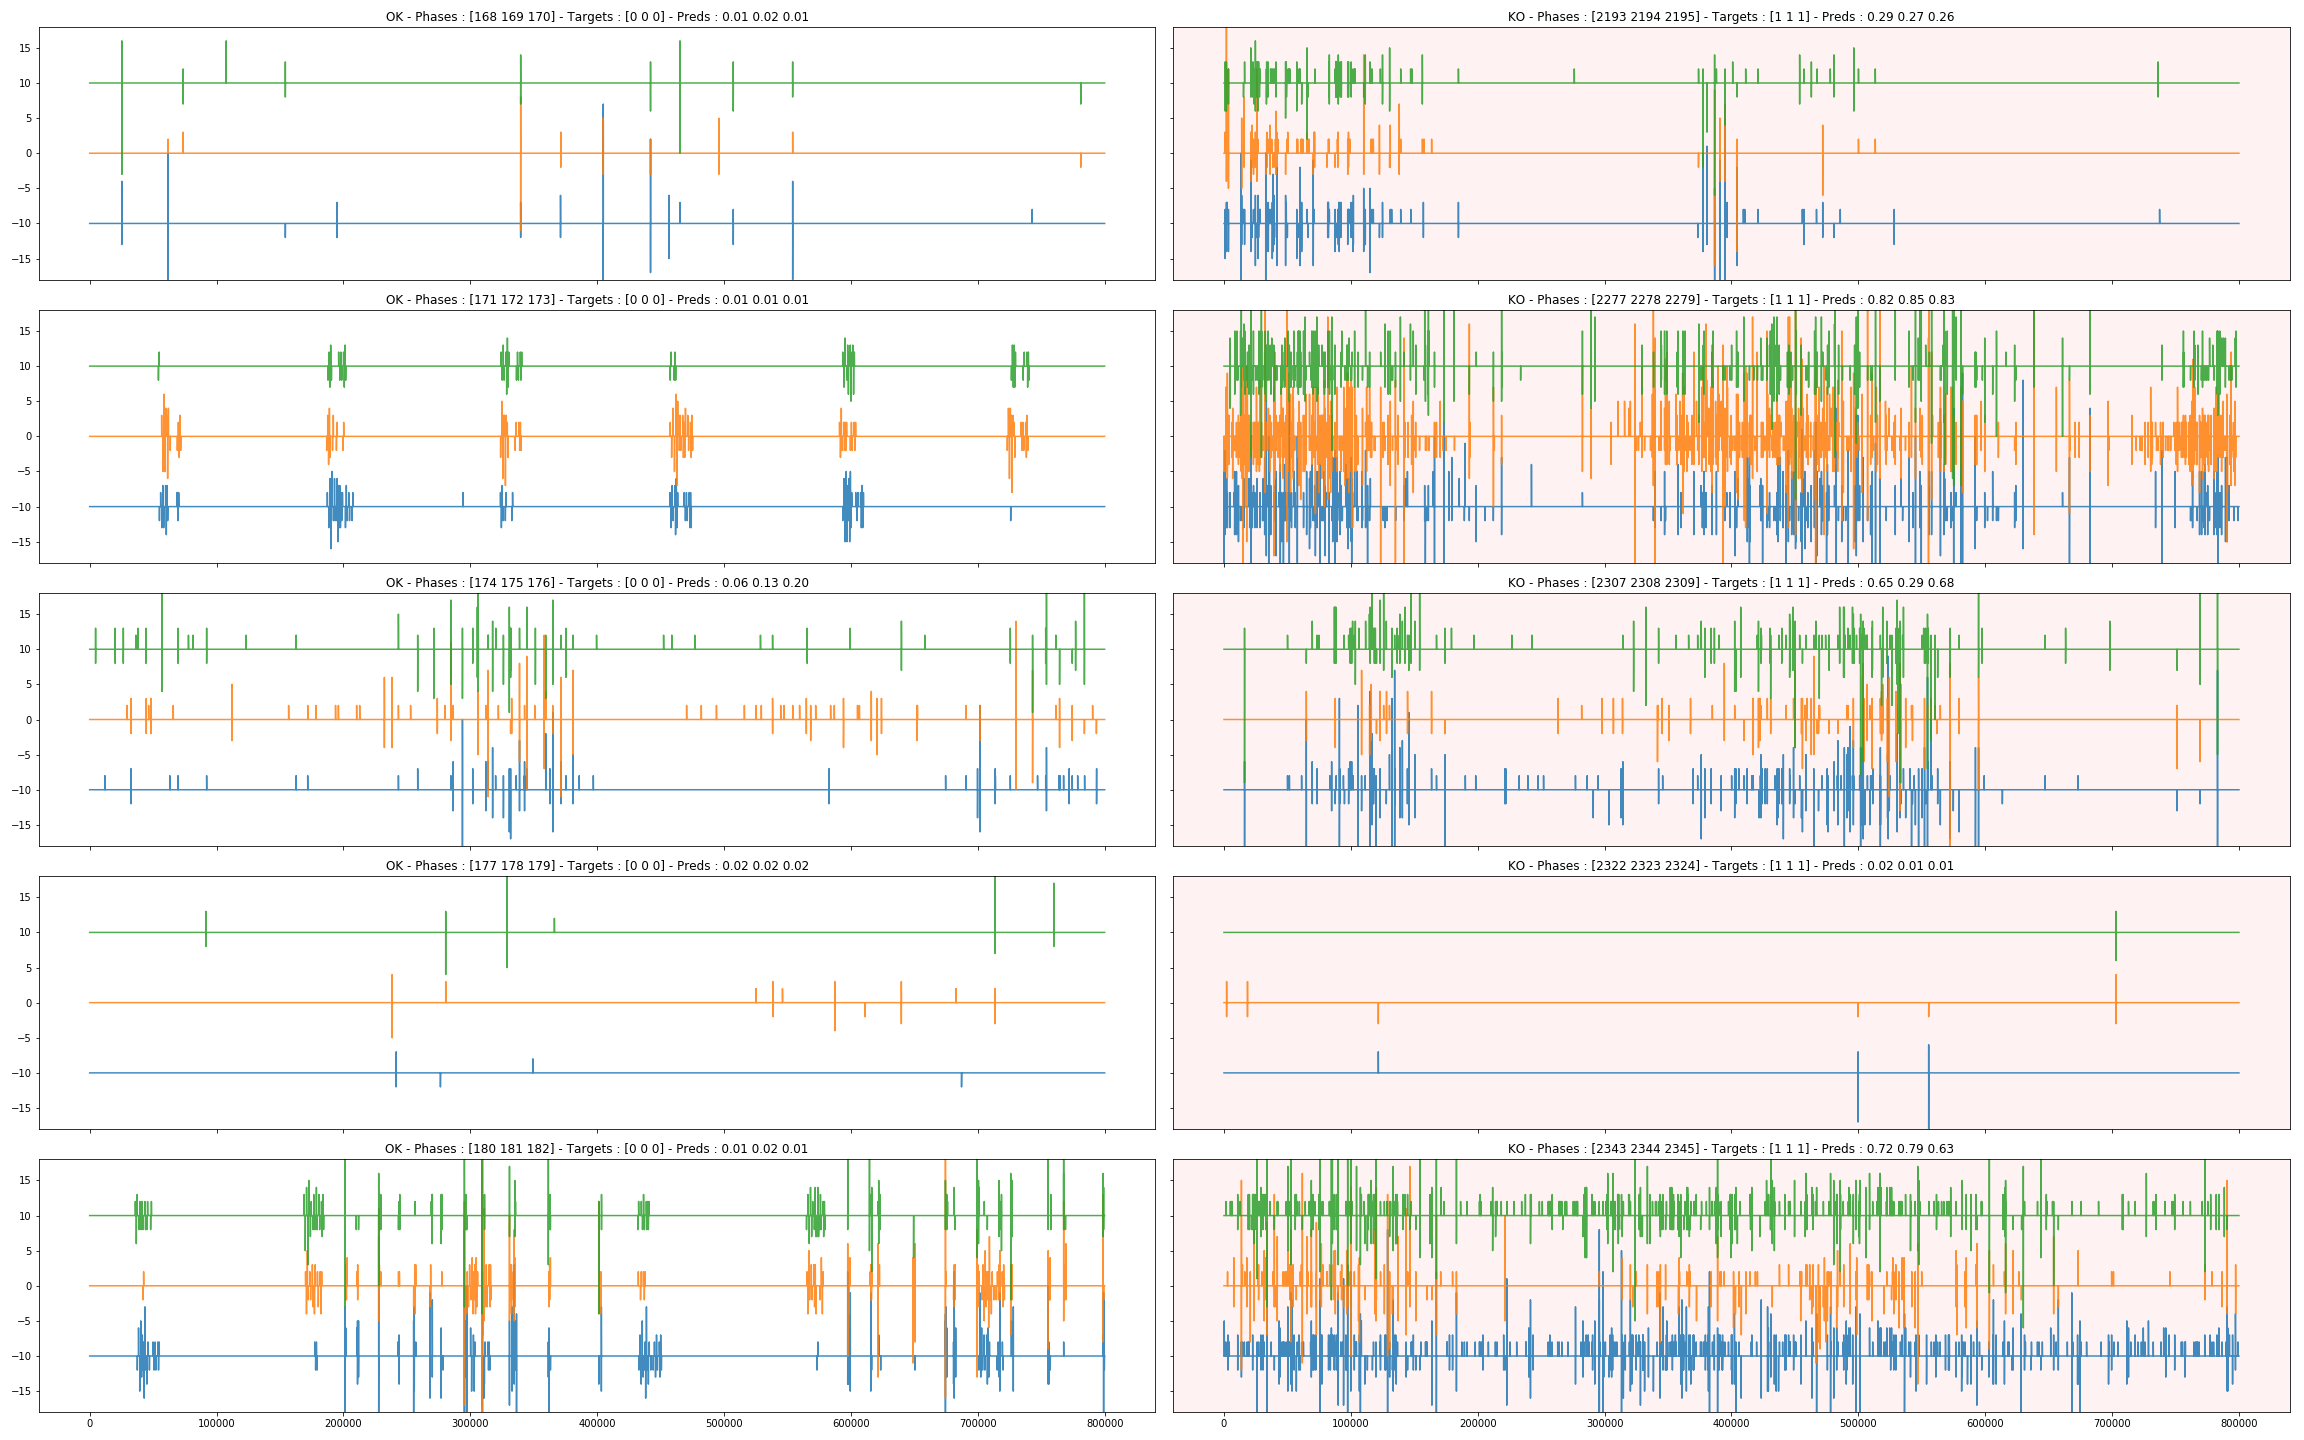 OK - Phases : [168 169 170] - Targets : [0 0 0] - Preds : 0.01 0.02 0.01
KO - Phases : [2193 2194 2195] - Targets : [1 1 1] - Preds : 0.29 0.27 0.26
15
10
5
0
−5
−10
−15
OK - Phases : [171 172 173] - Targets : [0 0 0] - Preds : 0.01 0.01 0.01
KO - Phases : [2277 2278 2279] - Targets : [1 1 1] - Preds : 0.82 0.85 0.83
15
10
5
0
−5
−10
−15
OK - Phases : [174 175 176] - Targets : [0 0 0] - Preds : 0.06 0.13 0.20
KO - Phases : [2307 2308 2309] - Targets : [1 1 1] - Preds : 0.65 0.29 0.68
15
10
5
0
−5
−10
−15
OK - Phases : [177 178 179] - Targets : [0 0 0] - Preds : 0.02 0.02 0.02
KO - Phases : [2322 2323 2324] - Targets : [1 1 1] - Preds : 0.02 0.01 0.01
15
10
5
0
−5
−10
−15
OK - Phases : [180 181 182] - Targets : [0 0 0] - Preds : 0.01 0.02 0.01
KO - Phases : [2343 2344 2345] - Targets : [1 1 1] - Preds : 0.72 0.79 0.63
15
10
5
0
−5
−10
−15
0 100000 200000 300000 400000 500000 600000 700000 800000
0 100000 200000 300000 400000 500000 600000 700000 800000